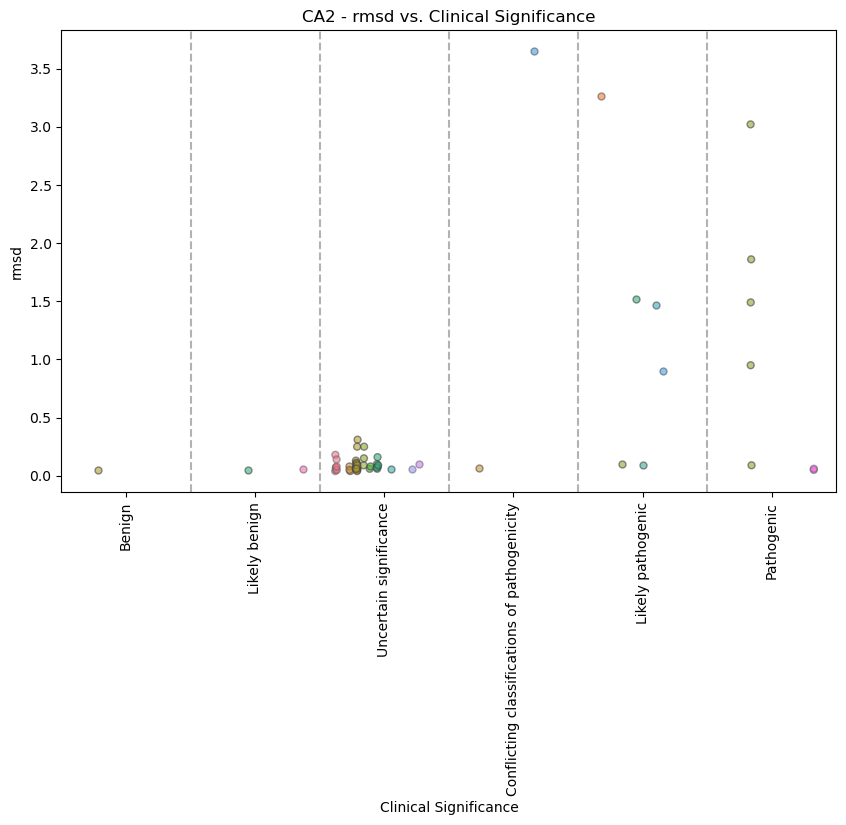 CA2 - rmsd vs. Clinical Significance
3.5
3.0
2.5
2.0
1.5
1.0
0.5
0.0
rmsd
Benign
Likely benign
Uncertain significance
Conflicting classifications of pathogenicity
Likely pathogenic
Pathogenic
Clinical Significance